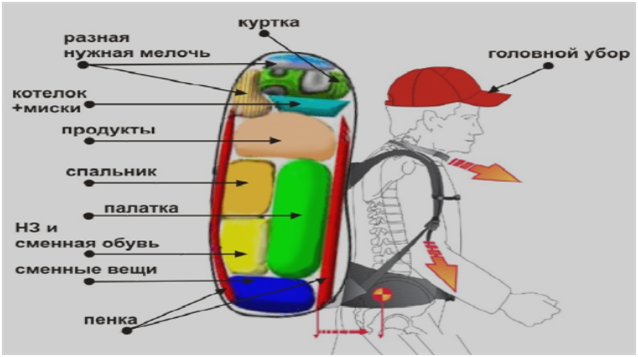 куртка
разная
нужная мелочь
головной убор
котелок
+миски
продукты
спальник
палатка
НЗ и
сменная обувь
сменные вещи
пенка